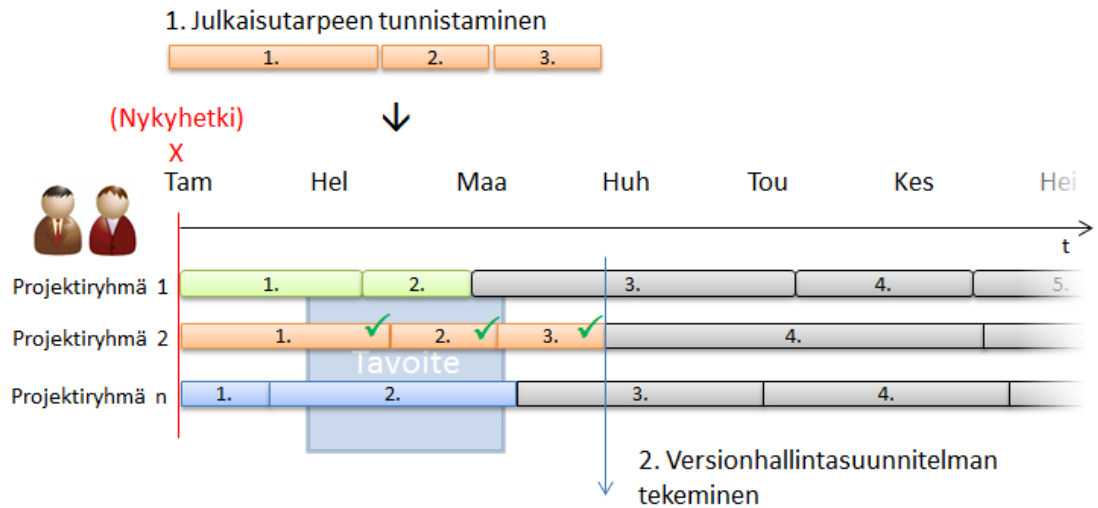 1. Julkaisutarpeen tunnistaminen
1. 2. 3.
(Nykyhetki)
X
Tam Hel Maa Huh Tou Kes Hei
t
Projektiryhmä 1 1. 2. 3. 4. 5.
Projektiryhmä 2 1. 2. 3. 4.
Tavoite
Projektiryhmä n 1. 2. 3. 4.
2. Versionhallintasuunnitelman
tekeminen